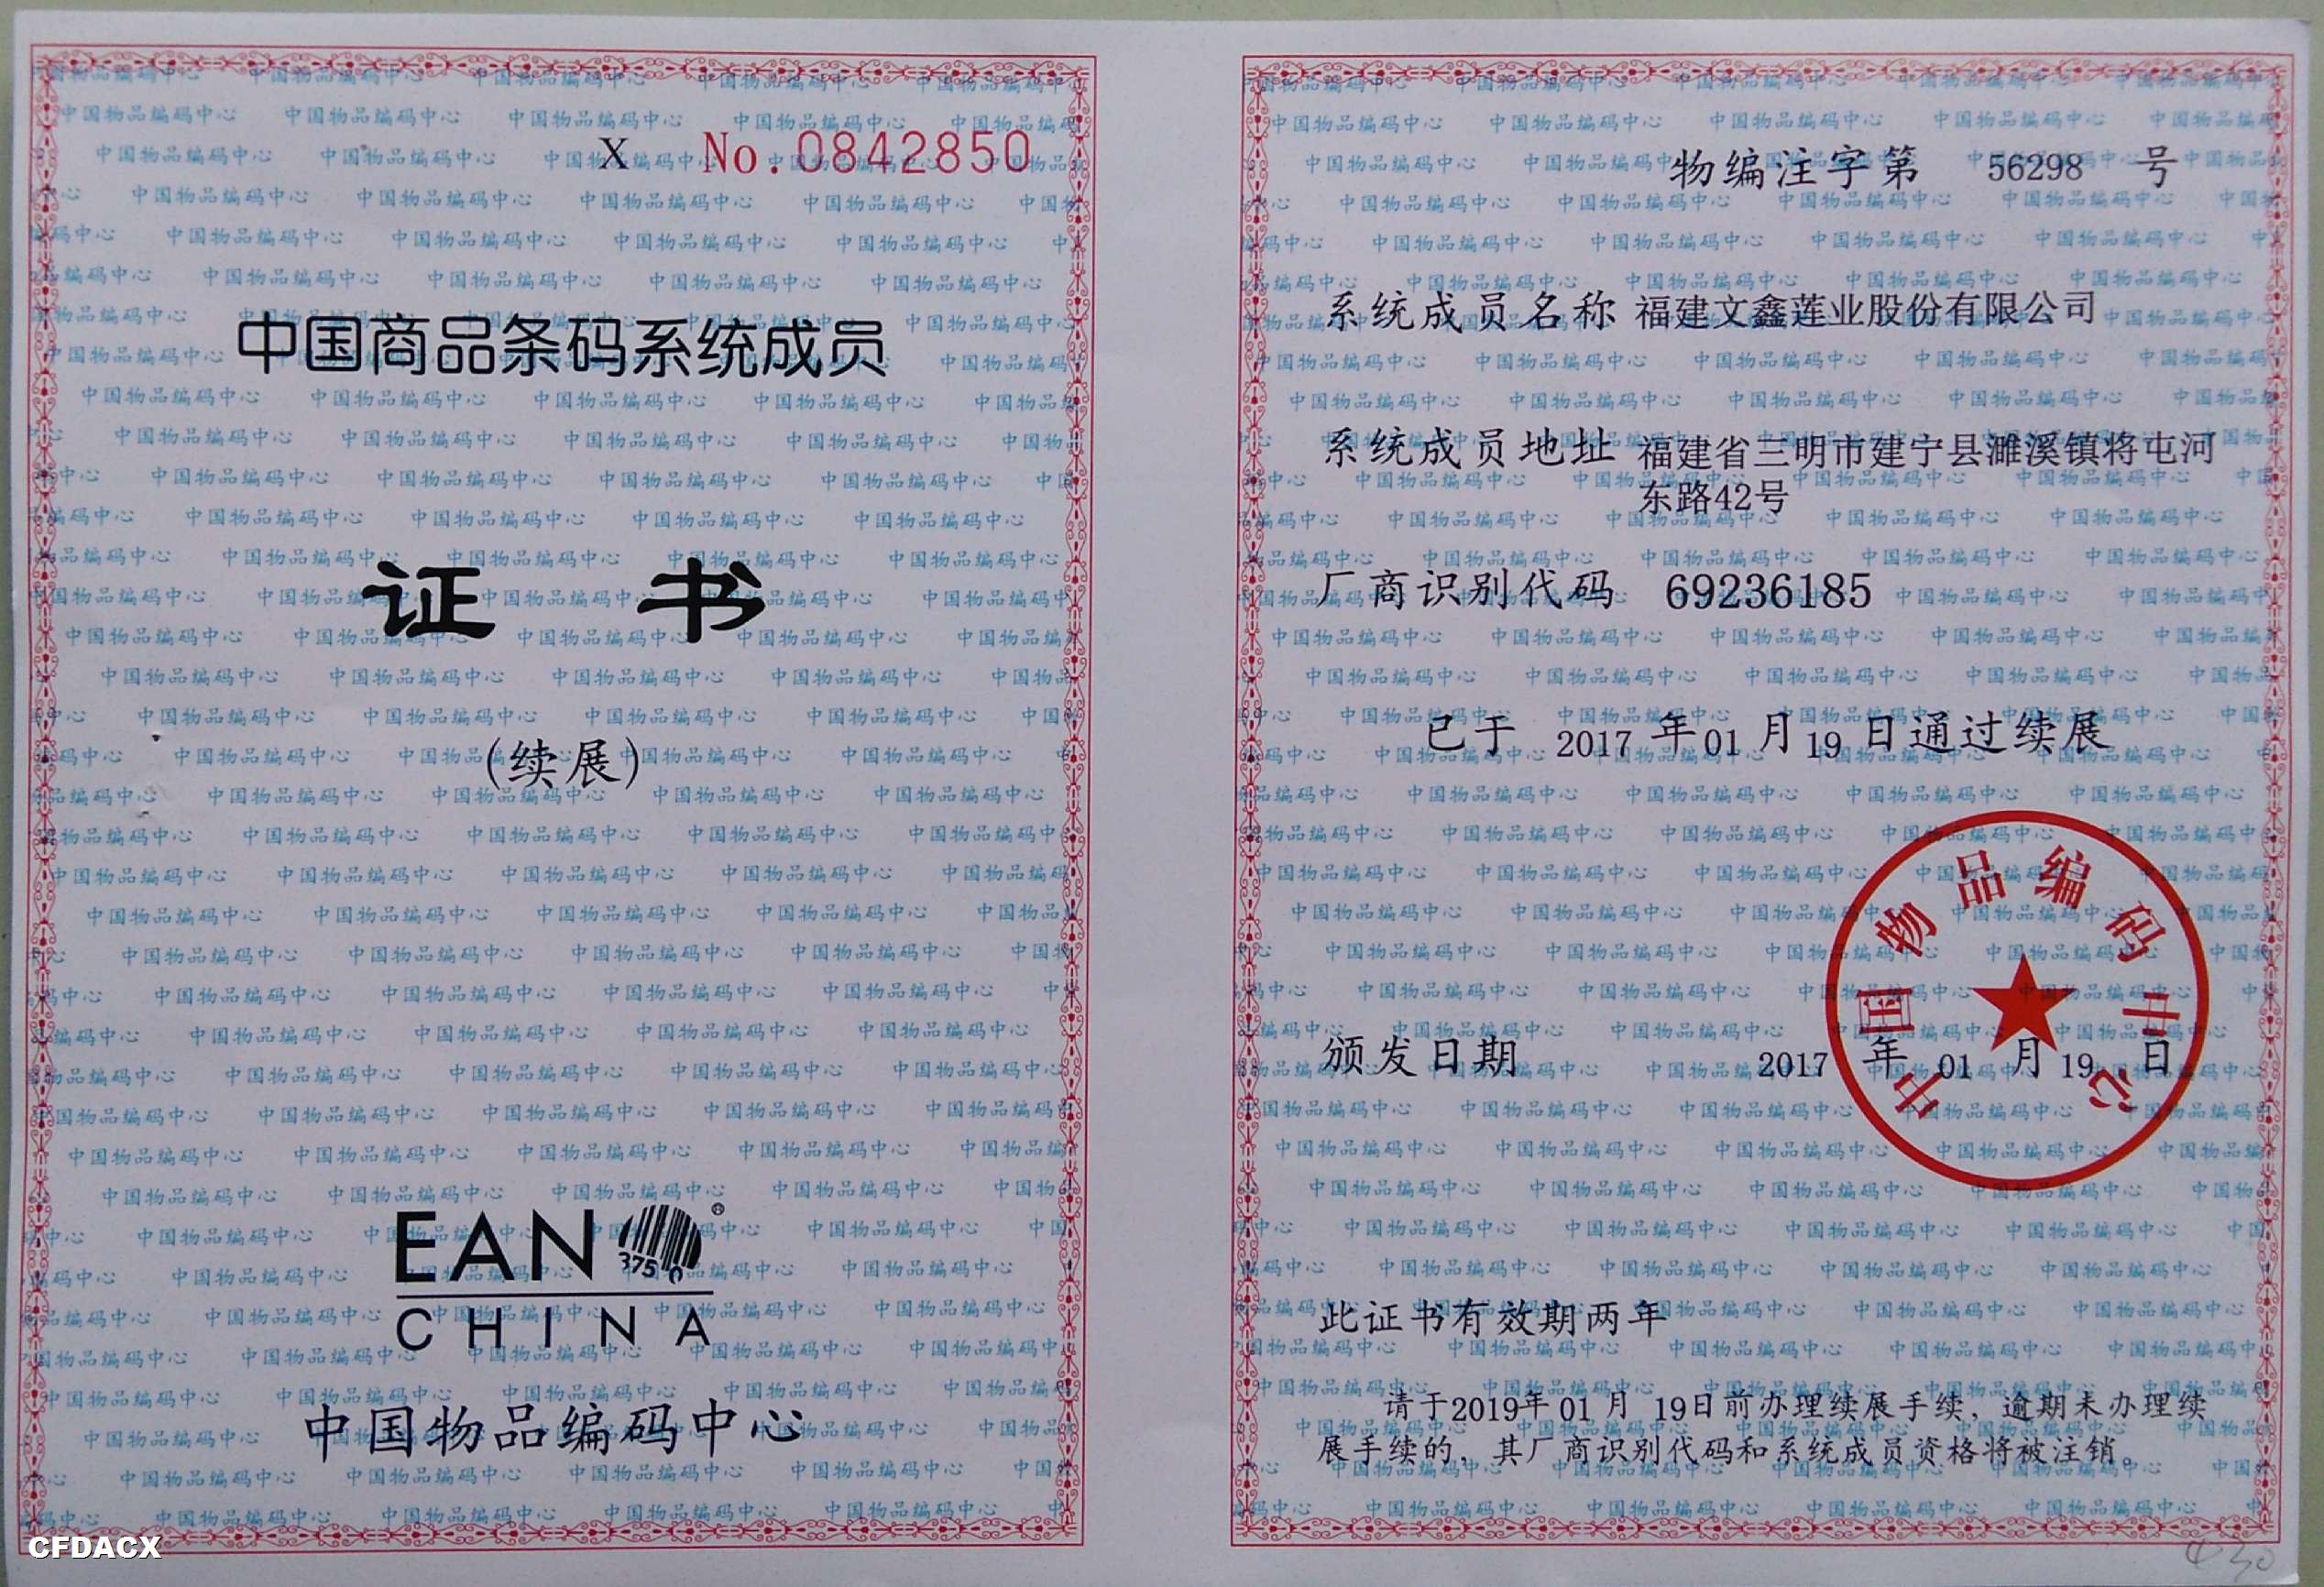 X No.0842850
中国商品条码系统成员
证 书
(续展)
EAN
375 0
®
CHINA
中国物品编码中心
物编注字第 56298 号
系统成员名称 福建文鑫莲业股份有限公司
系统成员地址 福建省三明市建宁县濉溪镇将屯河
东路42号
厂商识别代码 69236185
已于 2017 年 01 月 19 日通过续展
中国物品编码中心
颁发日期 2017 年 01 月 19 日
此证书有效期两年
请于2019年 01 月 19日前办理续展手续，逾期未办理续
展手续的，其厂商识别代码和系统成员资格将被注销。
CFDACX